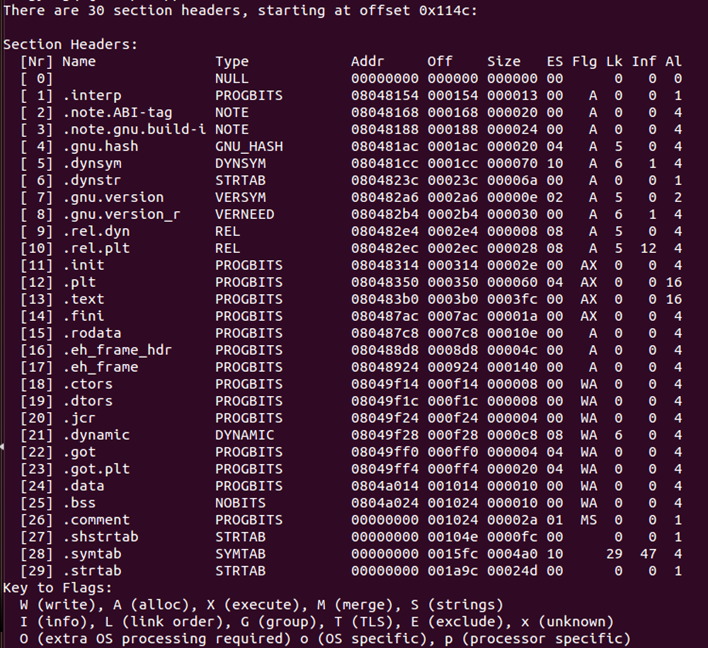 There are 30 section headers, starting at offset 0x114c:
Section Headers:
[Nr] Name Type Addr Off Size ES Flg Lk Inf Al
[ 0] NULL 00000000 000000 000000 00 0 0 0
[ 1] .interp PROGBITS 08048154 000154 000013 00 A 0 0 1
[ 2] .note.ABI-tag NOTE 08048168 000168 000020 00 A 0 0 4
[ 3] .note.gnu.build-i NOTE 08048188 000188 000024 00 A 0 0 4
[ 4] .gnu.hash GNU_HASH 080481ac 0001ac 000020 04 A 5 0 4
[ 5] .dynsym DYNSYM 080481cc 0001cc 000070 10 A 6 1 4
[ 6] .dynstr STRTAB 0804823c 00023c 00006a 00 A 0 0 1
[ 7] .gnu.version VERSYM 080482a6 0002a6 00000e 02 A 5 0 2
[ 8] .gnu.version_r VERNEED 080482b4 0002b4 000030 00 A 6 1 4
[ 9] .rel.dyn REL 080482e4 0002e4 000008 08 A 5 0 4
[10] .rel.plt REL 080482ec 0002ec 000028 08 A 5 12 4
[11] .init PROGBITS 08048314 000314 00002e 00 AX 0 0 4
[12] .plt PROGBITS 08048350 000350 000060 04 AX 0 0 16
[13] .text PROGBITS 080483b0 0003b0 0003fc 00 AX 0 0 16
[14] .fini PROGBITS 080487ac 0007ac 00001a 00 AX 0 0 4
[15] .rodata PROGBITS 080487c8 0007c8 00010e 00 A 0 0 4
[16] .eh_frame_hdr PROGBITS 080488d8 0008d8 00004c 00 A 0 0 4
[17] .eh_frame PROGBITS 08048924 000924 000140 00 A 0 0 4
[18] .ctors PROGBITS 08049f14 000f14 000008 00 WA 0 0 4
[19] .dtors PROGBITS 08049f1c 000f1c 000008 00 WA 0 0 4
[20] .jcr PROGBITS 08049f24 000f24 000004 00 WA 0 0 4
[21] .dynamic DYNAMIC 08049f28 000f28 0000c8 08 WA 6 0 4
[22] .got PROGBITS 08049ff0 000ff0 000004 04 WA 0 0 4
[23] .got.plt PROGBITS 08049ff4 000ff4 000020 04 WA 0 0 4
[24] .data PROGBITS 0804a014 001014 000010 00 WA 0 0 4
[25] .bss NOBITS 0804a024 001024 000010 00 WA 0 0 4
[26] .comment PROGBITS 00000000 001024 00002a 01 MS 0 0 1
[27] .shstrtab STRTAB 00000000 00104e 0000fc 00 0 0 1
[28] .symtab SYMTAB 00000000 0015fc 0004a0 10 29 47 4
[29] .strtab STRTAB 00000000 001a9c 00024d 00 0 0 1
Key to Flags:
W (write), A (alloc), X (execute), M (merge), S (strings)
I (info), L (link order), G (group), T (TLS), E (exclude), x (unknown)
O (extra OS processing required) o (OS specific), p (processor specific)